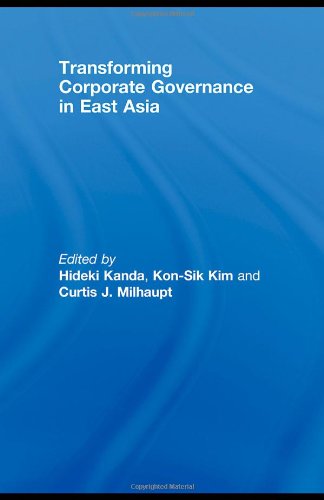 Transforming
Corporate Governance
in East Asia
Edited by
Hideki Kanda, Kon-Sik Kim and
Curtis J. Milhaupt